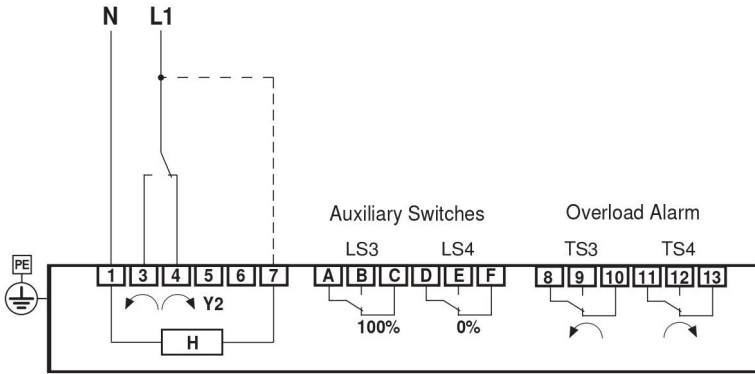 N L1
Auxiliary Switches Overload Alarm
LS3 LS4 TS3 TS4
PE
1 3 4 5 6 7 A B C D E F 8 9 10 11 12 13
Y2
100% 0%
H